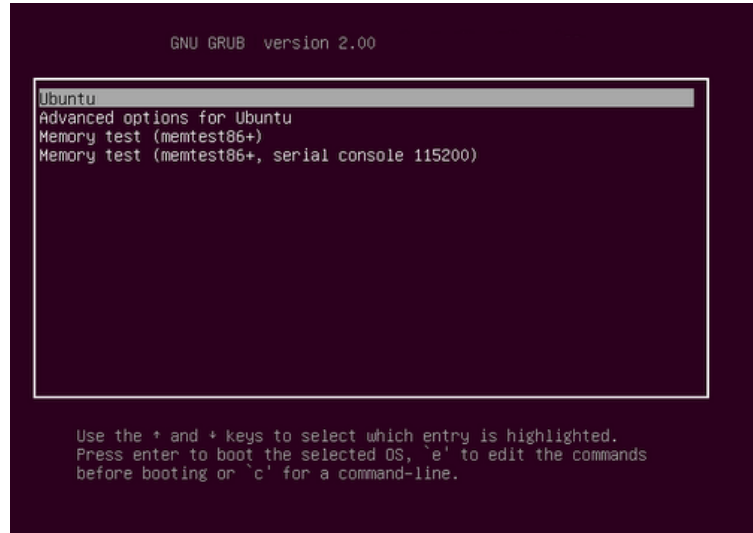 GNU GRUB version 2.00
Ubuntu
Advanced options for Ubuntu
Memory test (memtest86+)
Memory test (memtest86+, serial console 115200)
Use the ↑ and ↓ keys to select which entry is highlighted.
Press enter to boot the selected OS, `e' to edit the commands
before booting or `c' for a command-line.